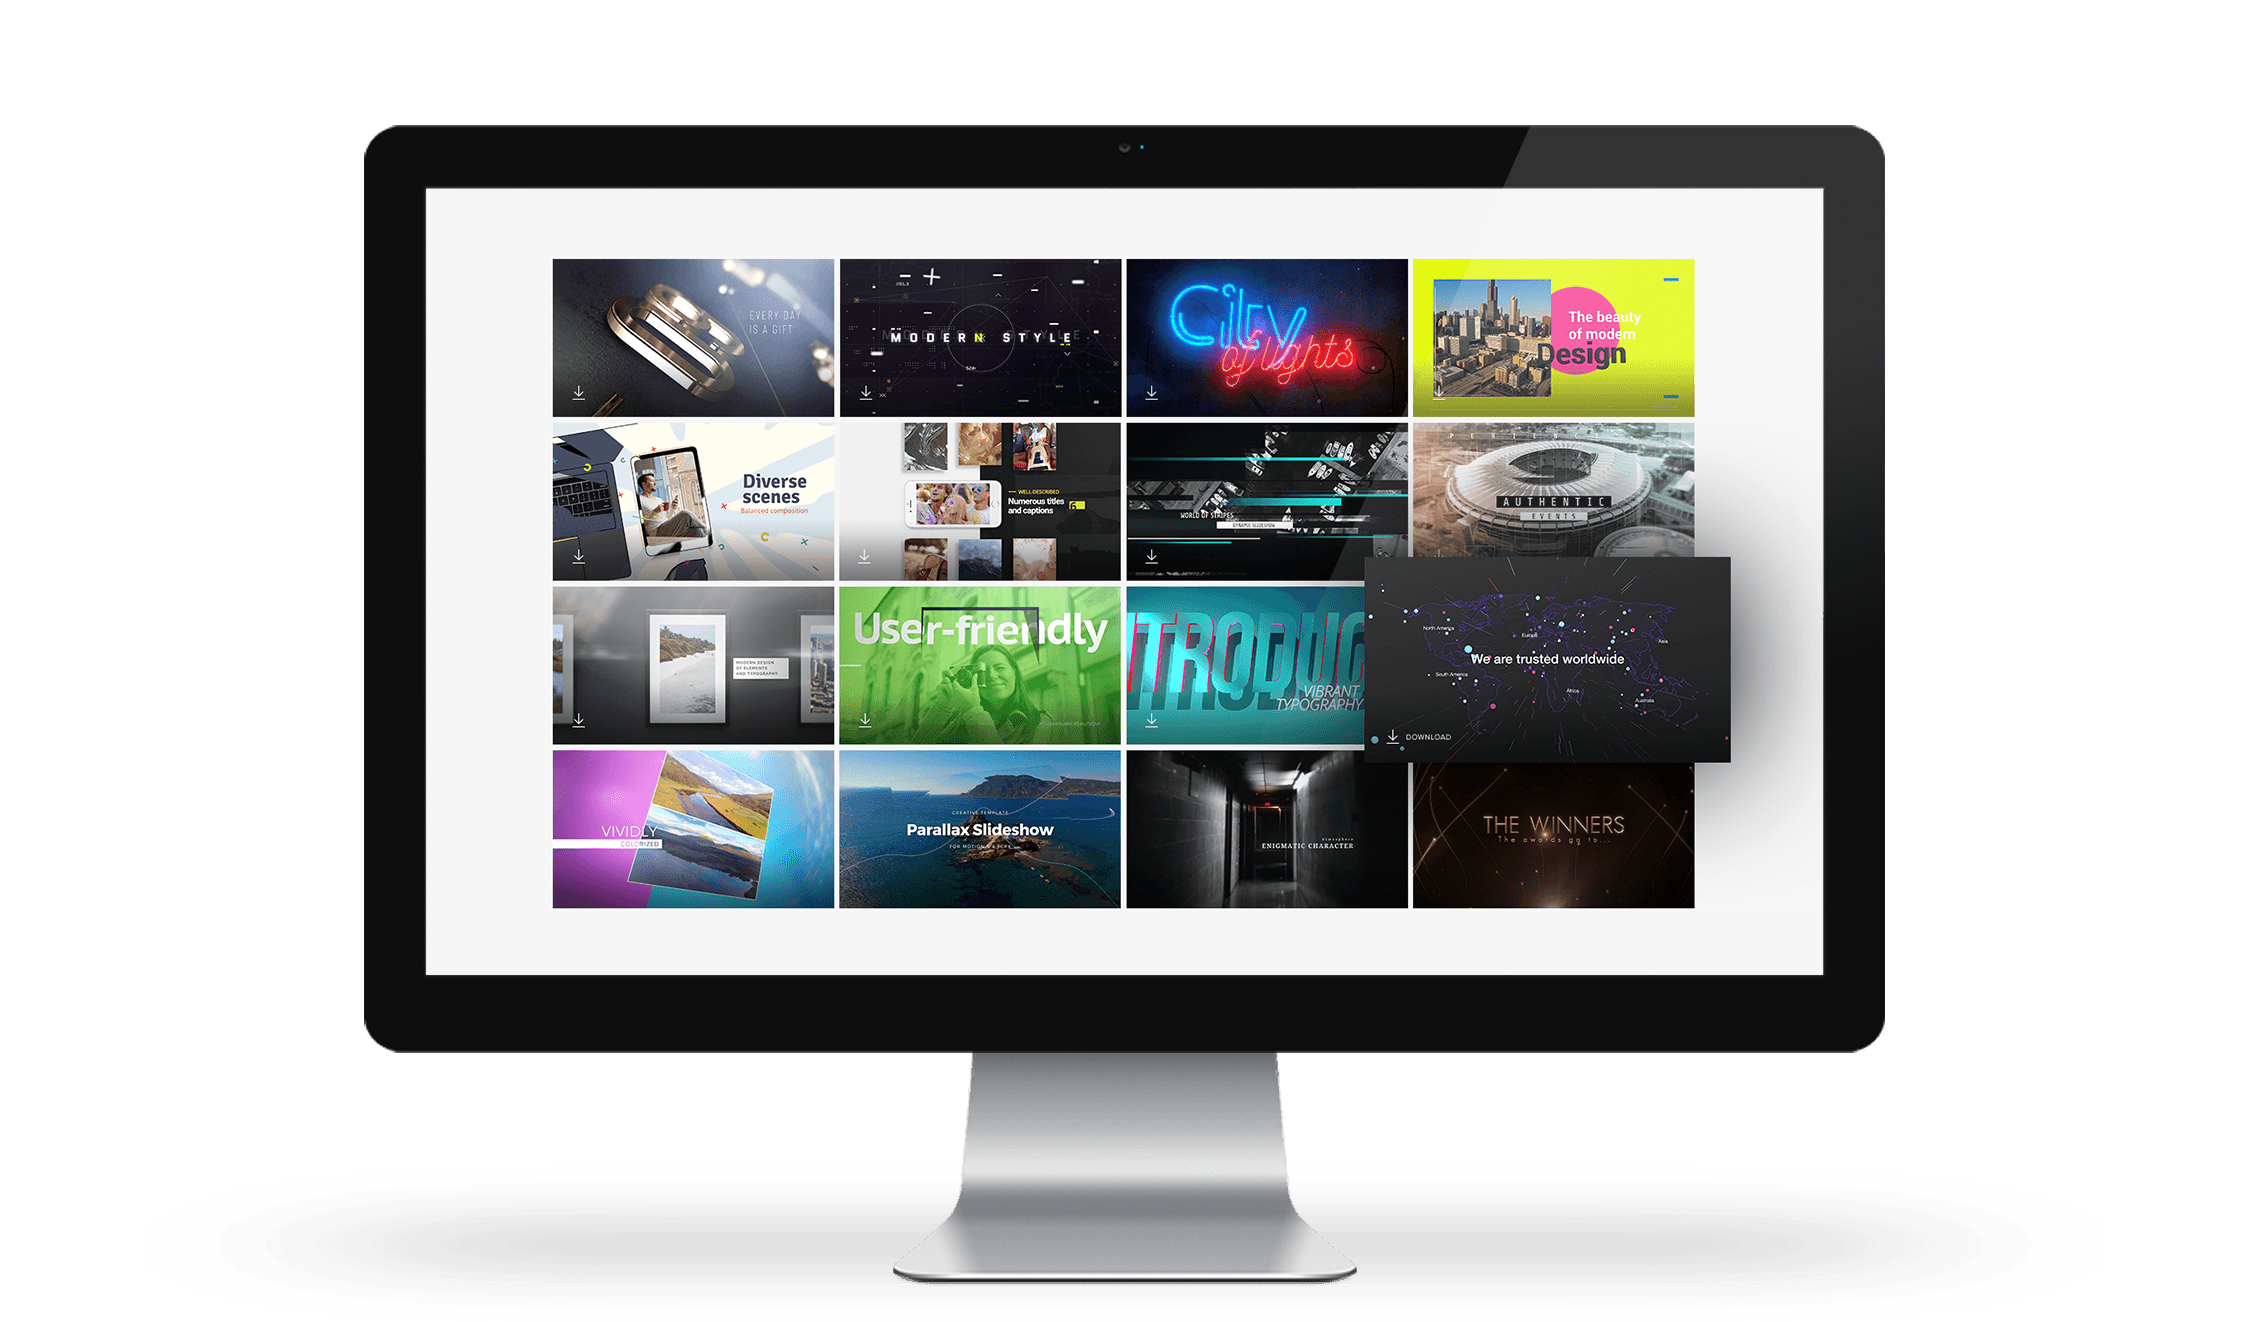 EVERY DAY
IS A GIFT
MODERN STYLE
City
of lights
The beauty
of modern
Design
Diverse
scenes
Balanced composition
WELL-DESCRIBED
Numerous titles
and captions
6
WORLD OF STRIPES
DYNAMIC SLIDESHOW
AUTHENTIC
EVENTS
MODERN DESIGN
OF ELEMENTS
AND TYPOGRAPHY
User-friendly
TRODUC
VIBRANT
TYPOGRAPHY
North America
Europe
Asia
We are trusted worldwide
South America
Africa
Australia
DOWNLOAD
VIVIDLY
COLORIZED
CREATIVE TEMPLATE
Parallax Slideshow
Atmosphere
ENIGMATIC CHARACTER
THE WINNERS
The awards go to...